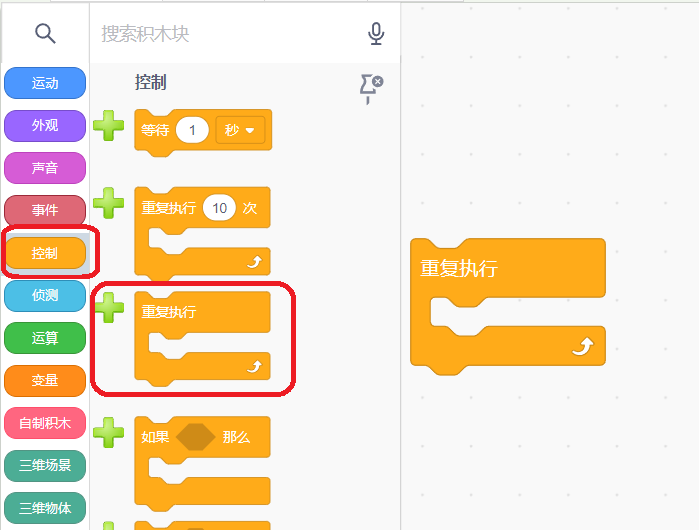 搜索积木块
运动
外观
声音
事件
控制
侦测
运算
变量
自制积木
三维场景
三维物体
控制
等待 1 秒
重复执行 10 次
重复执行
如果 那么
重复执行